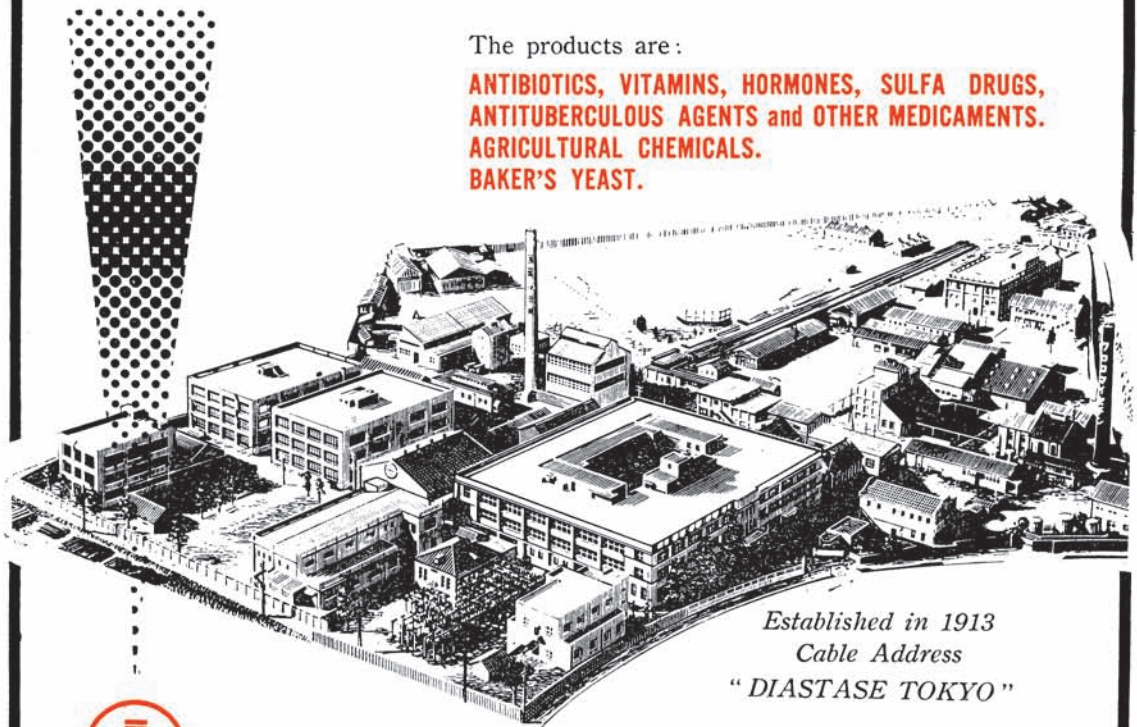 The products are :
ANTIBIOTICS, VITAMINS, HORMONES, SULFA DRUGS,
ANTITUBERCULOUS AGENTS and OTHER MEDICAMENTS.
AGRICULTURAL CHEMICALS.
BAKER'S YEAST.
Established in 1913
Cable Address
“ DIASTASE TOKYO ”